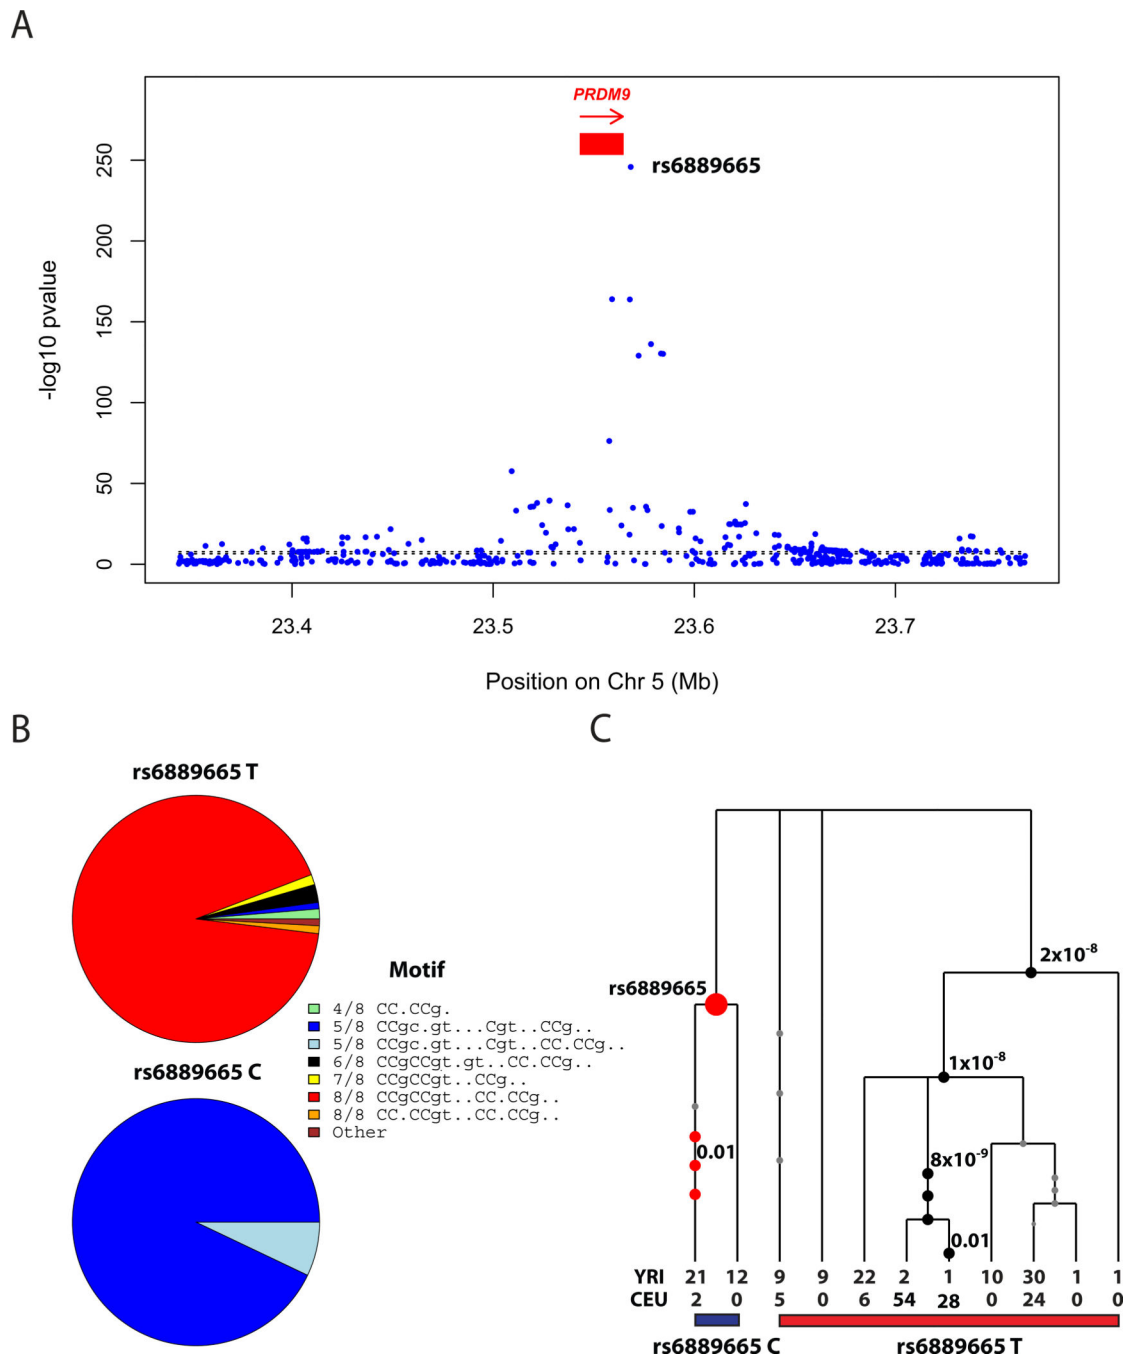 A
PRDM9
rs6889665
-log10 pvalue
250
200
150
100
50
0
23.4 23.5 23.6 23.7
Position on Chr 5 (Mb)
B
rs6889665 T
rs6889665 C
Motif
4/8 CC.CCg.
5/8 CCgc.gt...Cgt..CCg..
5/8 CCgc.gt...Cgt..CC.CCg..
6/8 CCgCCgt.gt..CC.CCg..
7/8 CCgCCgt..CCg..
8/8 CCgCCgt..CC.CCg..
8/8 CC.CCgt..CC.CCg..
Other
C
2x10⁻⁸
rs6889665
1x10⁻⁸
0.01
8x10⁻⁹
0.01
YRI 21 12 9 9 22 2 1 10 30 1 1
CEU 2 0 5 0 6 54 28 0 24 0 0
rs6889665 C rs6889665 T